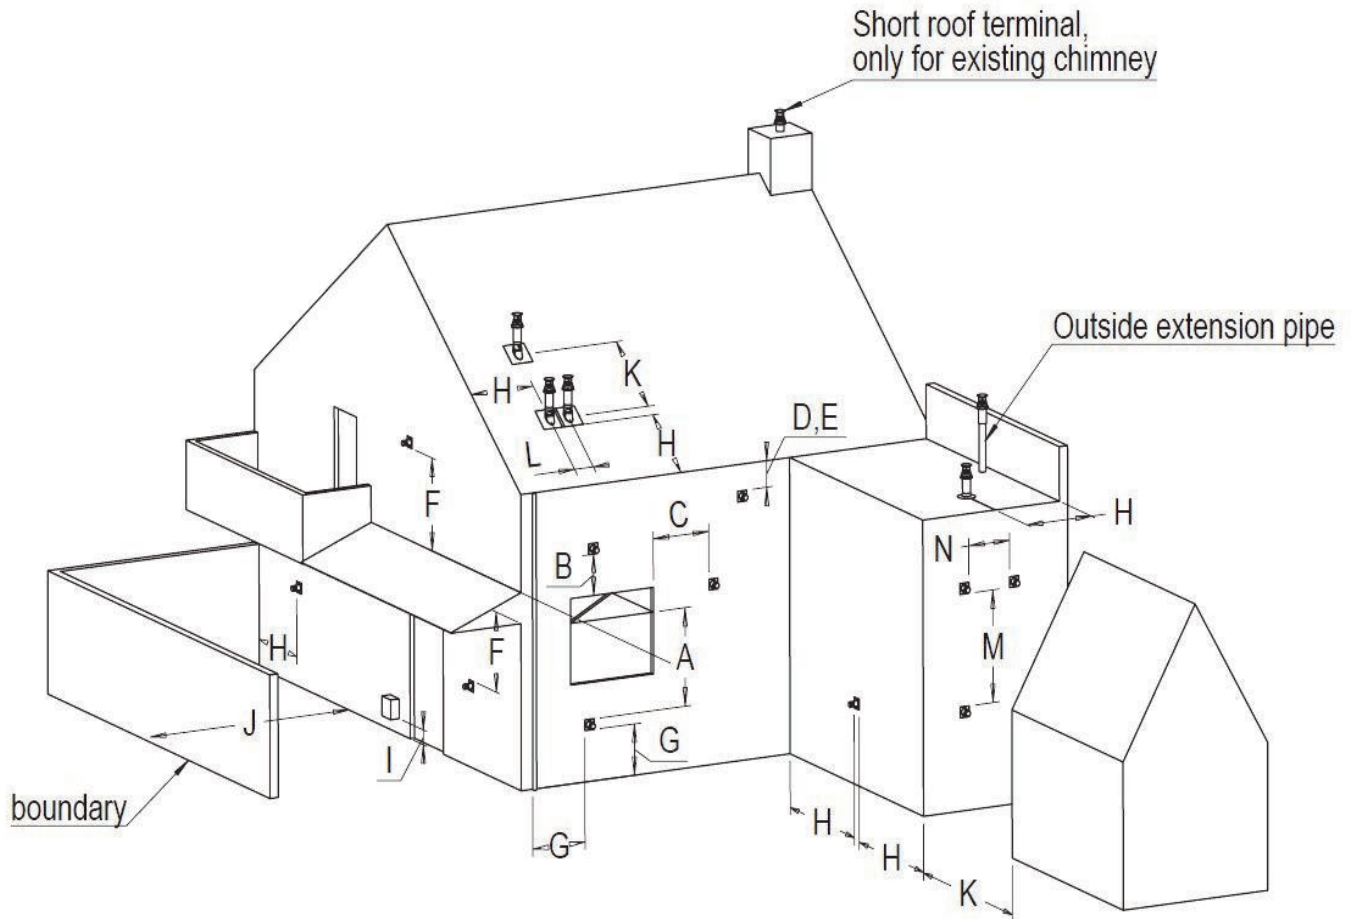 Short roof terminal,
only for existing chimney
Outside extension pipe
K
H
D,E
H
L
F
C
H
N
B
F
A
M
H
J
G
I
boundary
G
H
H
K